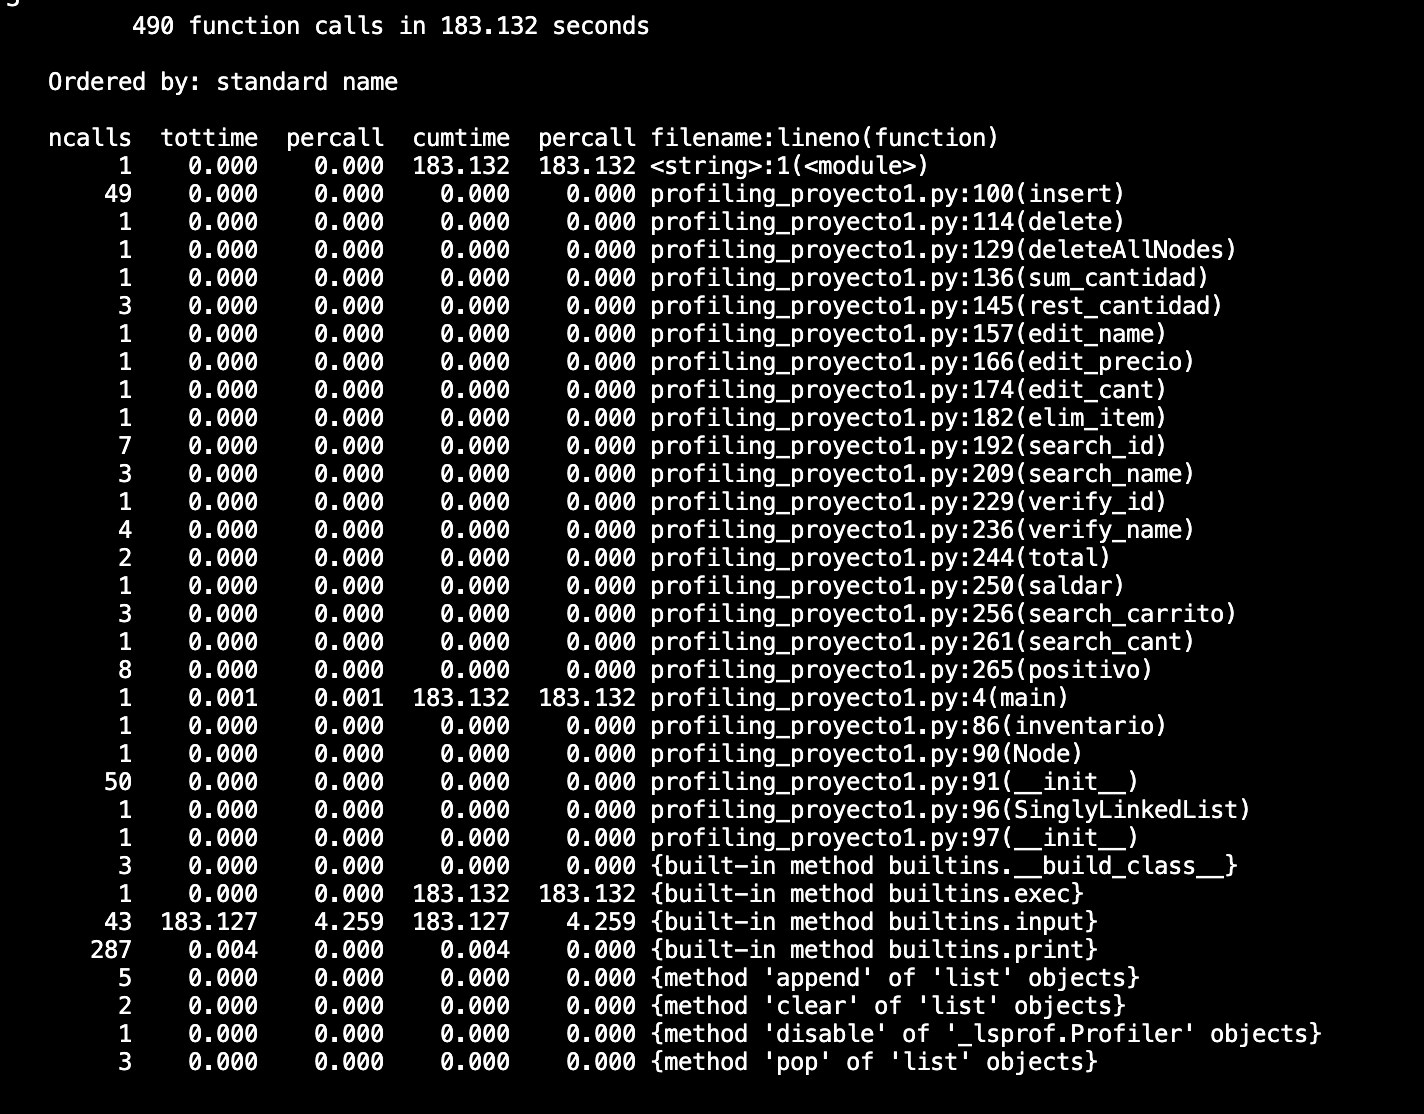 490 function calls in 183.132 seconds
Ordered by: standard name
ncalls tottime percall cumtime percall filename:lineno(function)
1 0.000 0.000 183.132 183.132 <string>:1(<module>)
49 0.000 0.000 0.000 0.000 profiling_proyecto1.py:100(insert)
1 0.000 0.000 0.000 0.000 profiling_proyecto1.py:114(delete)
1 0.000 0.000 0.000 0.000 profiling_proyecto1.py:129(deleteAllNodes)
1 0.000 0.000 0.000 0.000 profiling_proyecto1.py:136(sum_cantidad)
3 0.000 0.000 0.000 0.000 profiling_proyecto1.py:145(rest_cantidad)
1 0.000 0.000 0.000 0.000 profiling_proyecto1.py:157(edit_name)
1 0.000 0.000 0.000 0.000 profiling_proyecto1.py:166(edit_precio)
1 0.000 0.000 0.000 0.000 profiling_proyecto1.py:174(edit_cant)
1 0.000 0.000 0.000 0.000 profiling_proyecto1.py:182(elim_item)
7 0.000 0.000 0.000 0.000 profiling_proyecto1.py:192(search_id)
3 0.000 0.000 0.000 0.000 profiling_proyecto1.py:209(search_name)
1 0.000 0.000 0.000 0.000 profiling_proyecto1.py:229(verify_id)
4 0.000 0.000 0.000 0.000 profiling_proyecto1.py:236(verify_name)
2 0.000 0.000 0.000 0.000 profiling_proyecto1.py:244(total)
1 0.000 0.000 0.000 0.000 profiling_proyecto1.py:250(saldar)
3 0.000 0.000 0.000 0.000 profiling_proyecto1.py:256(search_carrito)
1 0.000 0.000 0.000 0.000 profiling_proyecto1.py:261(search_cant)
8 0.000 0.000 0.000 0.000 profiling_proyecto1.py:265(positivo)
1 0.001 0.001 183.132 183.132 profiling_proyecto1.py:4(main)
1 0.000 0.000 0.000 0.000 profiling_proyecto1.py:86(inventario)
1 0.000 0.000 0.000 0.000 profiling_proyecto1.py:90(Node)
50 0.000 0.000 0.000 0.000 profiling_proyecto1.py:91(__init__)
1 0.000 0.000 0.000 0.000 profiling_proyecto1.py:96(SinglyLinkedList)
1 0.000 0.000 0.000 0.000 profiling_proyecto1.py:97(__init__)
3 0.000 0.000 0.000 0.000 {built-in method builtins.__build_class__}
1 0.000 0.000 183.132 183.132 {built-in method builtins.exec}
43 183.127 4.259 183.127 4.259 {built-in method builtins.input}
287 0.004 0.000 0.004 0.000 {built-in method builtins.print}
5 0.000 0.000 0.000 0.000 {method 'append' of 'list' objects}
2 0.000 0.000 0.000 0.000 {method 'clear' of 'list' objects}
1 0.000 0.000 0.000 0.000 {method 'disable' of '_lsprof.Profiler' objects}
3 0.000 0.000 0.000 0.000 {method 'pop' of 'list' objects}